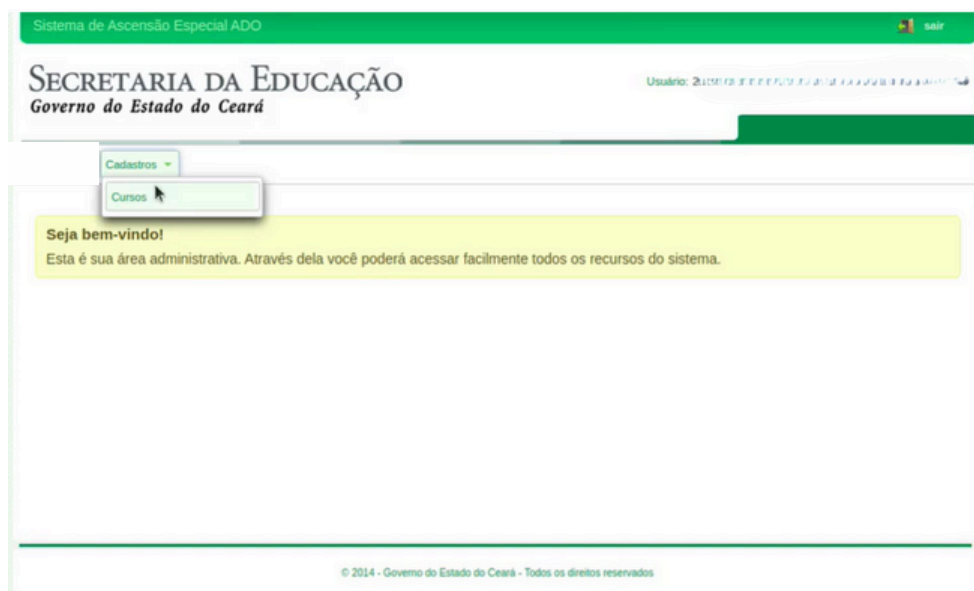 Sistema de Ascensão Especial ADO
sair
SECRETARIA DA EDUCAÇÃO
Governo do Estado do Ceará
Usuário:
Cadastros
Cursos
Seja bem-vindo!
Esta é sua área administrativa. Através dela você poderá acessar facilmente todos os recursos do sistema.
© 2014 - Governo do Estado do Ceará - Todos os direitos reservados